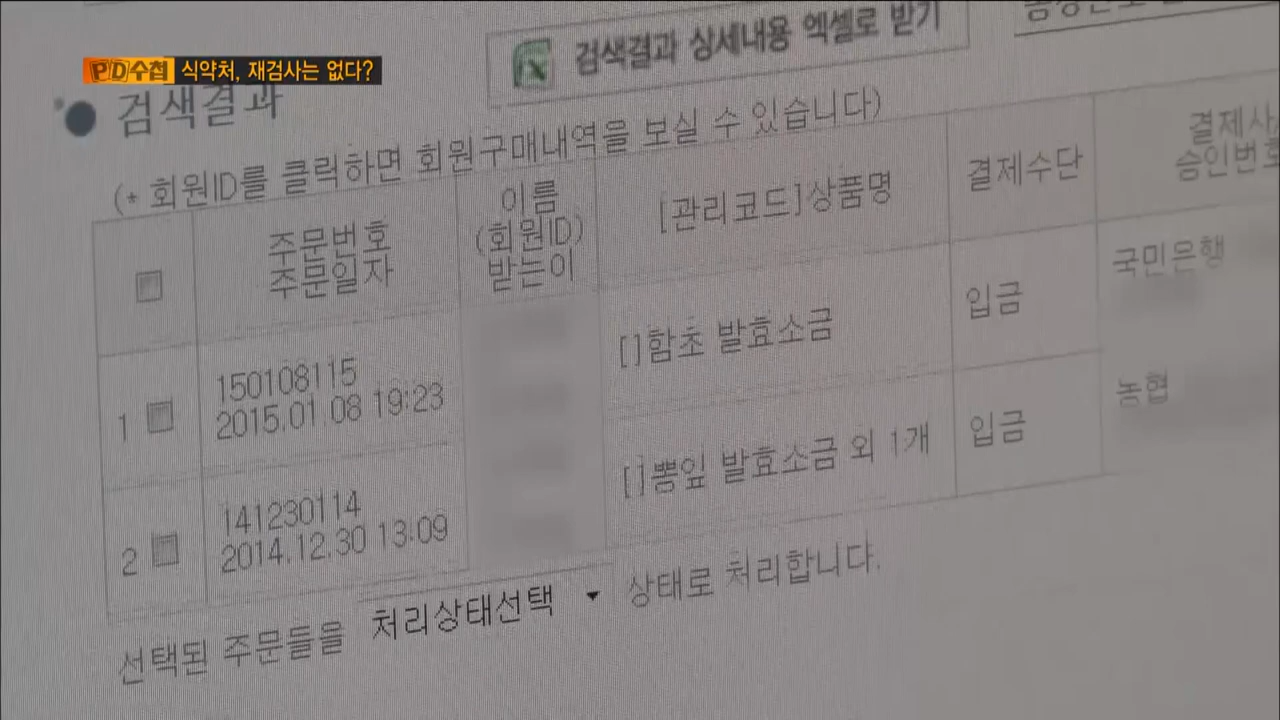 PD수첩 식약처, 재검사는 없다?
검색결과 상세내용 엑셀로 받기
검색결과
(* 회원ID를 클릭하면 회원구매내역을 보실 수 있습니다)
주문번호
주문일자
이름
(회원ID)
받는이
[관리코드]상품명
결제수단
결제사
승인번호
1
150108115
2015.01.08 19:23
[]함초 발효소금
입금
국민은행
2
141230114
2014.12.30 13:09
[]뽕잎 발효소금 외 1개
입금
농협
선택된 주문들을 처리상태선택 상태로 처리합니다.